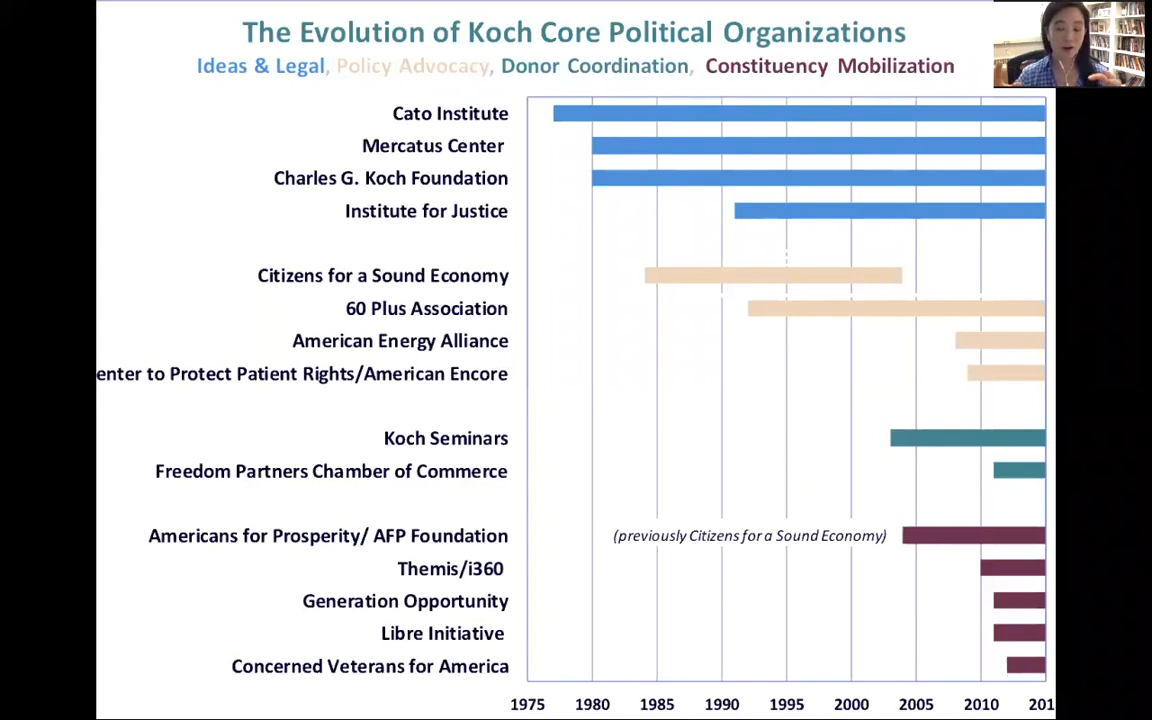 The Evolution of Koch Core Political Organizations
Ideas & Legal, Policy Advocacy, Donor Coordination, Constituency Mobilization
Cato Institute
Mercatus Center
Charles G. Koch Foundation
Institute for Justice
Citizens for a Sound Economy
60 Plus Association
American Energy Alliance
enter to Protect Patient Rights/American Encore
Koch Seminars
Freedom Partners Chamber of Commerce
Americans for Prosperity/ AFP Foundation (previously Citizens for a Sound Economy)
Themis/i360
Generation Opportunity
Libre Initiative
Concerned Veterans for America
1975 1980 1985 1990 1995 2000 2005 2010 201